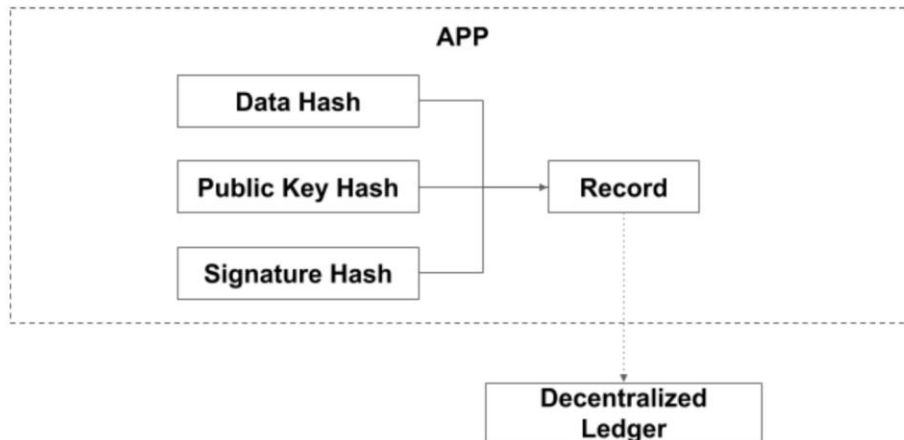 APP
Data Hash
Public Key Hash
Record
Signature Hash
Decentralized
Ledger